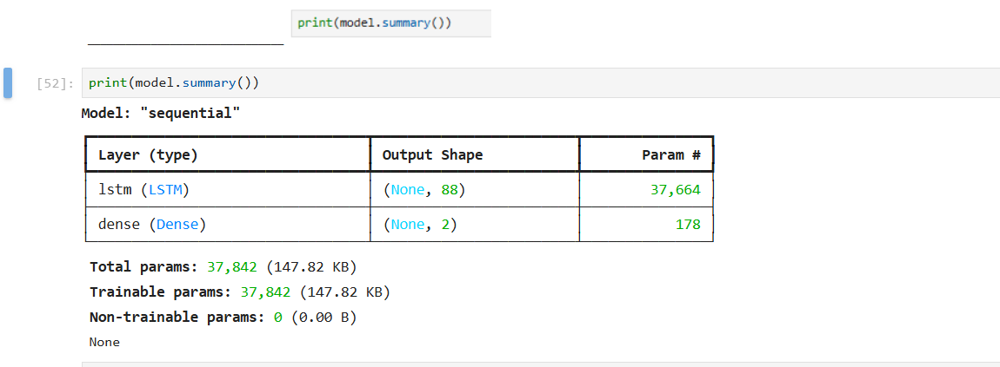 print(model.summary())
[52]: print(model.summary())
Model: "sequential"
Layer (type) Output Shape Param #
lstm (LSTM) (None, 88) 37,664
dense (Dense) (None, 2) 178
Total params: 37,842 (147.82 KB)
Trainable params: 37,842 (147.82 KB)
Non-trainable params: 0 (0.00 B)
None